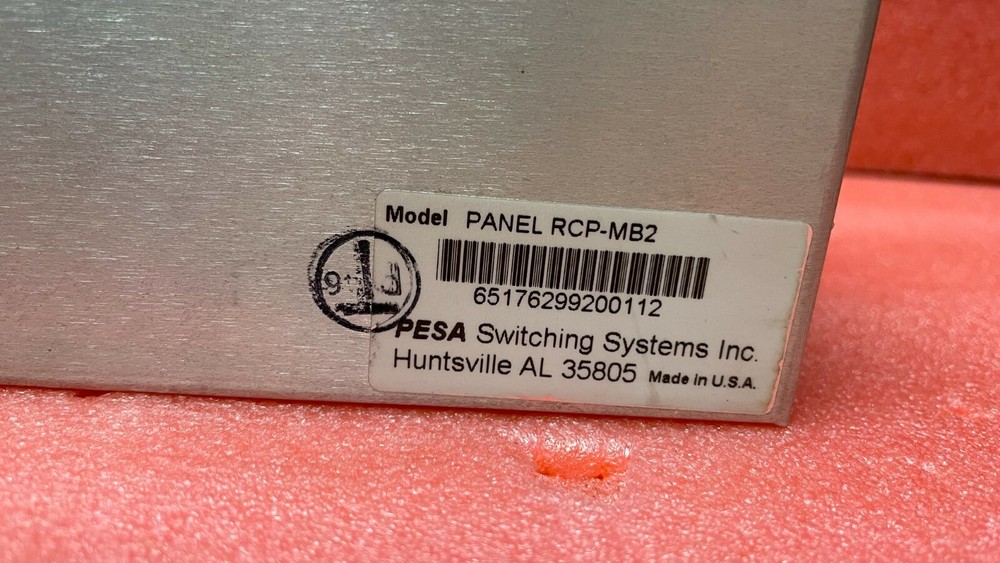 Model PANEL RCP-MB2
65176299200112
PESA Switching Systems Inc.
Huntsville AL 35805 Made in U.S.A.